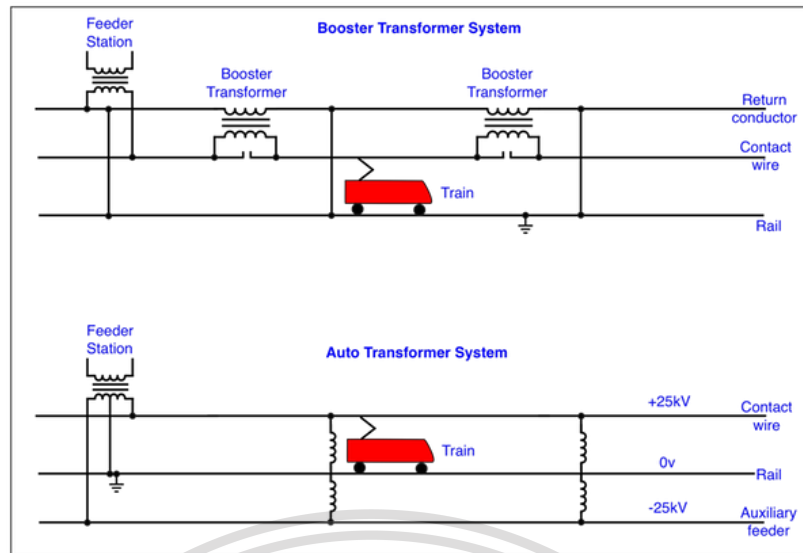 Feeder
Station
Booster Transformer System
Booster
Transformer
Booster
Transformer
Return
conductor
Contact
wire
Train
Rail
Feeder
Station
Auto Transformer System
+25kV
Contact
wire
Train
0v
Rail
-25kV
Auxiliary
feeder